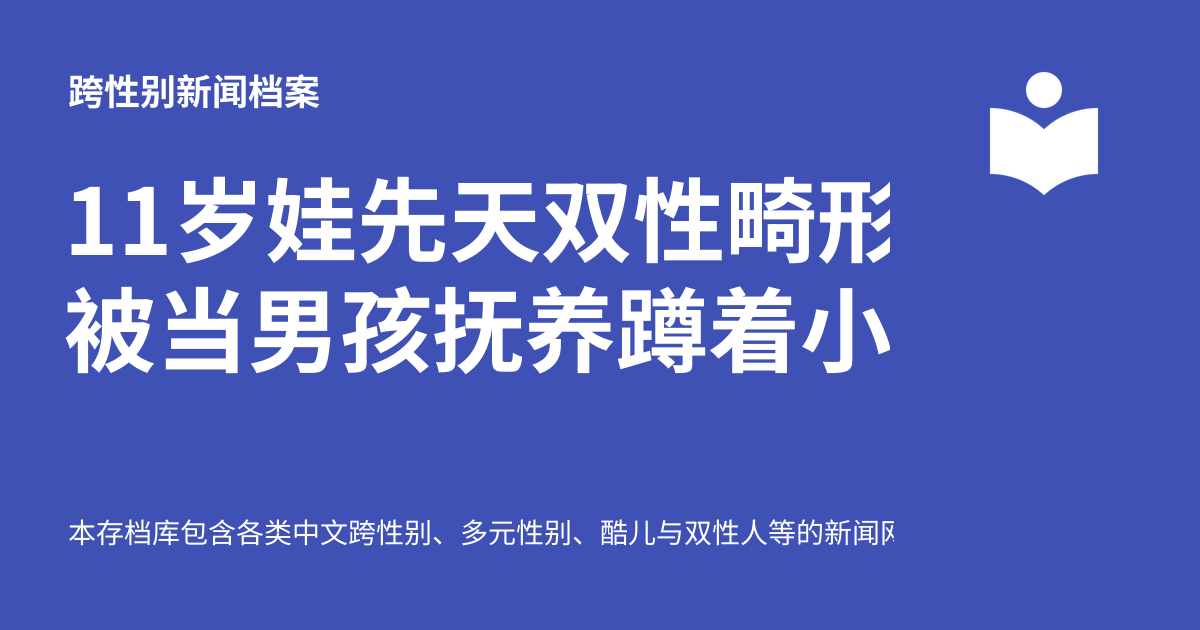 跨性别新闻档案
11岁娃先天双性畸形
被当男孩抚养蹲着小
本存档库包含各类中文跨性别、多元性别、酷儿与双性人等的新闻